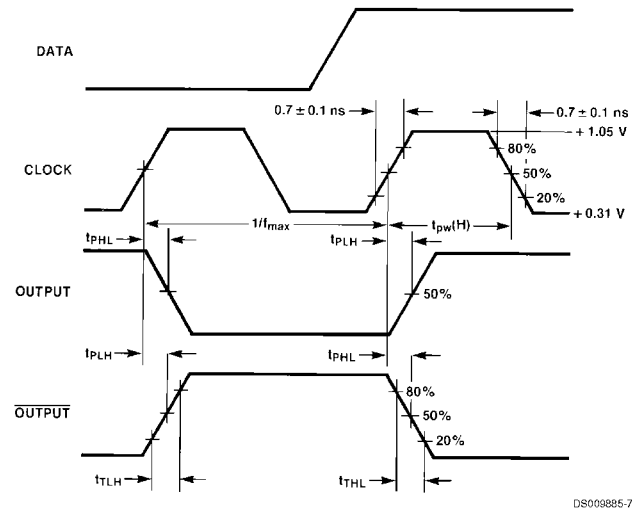 DATA
0.7 ± 0.1 ns
0.7 ± 0.1 ns
+ 1.05 V
80%
CLOCK
50%
20%
+ 0.31 V
1/fmax
tpw(H)
tPHL
tPLH
OUTPUT
50%
tPLH
tPHL
80%
OUTPUT
50%
20%
tTLH
tTHL
DS009885-7